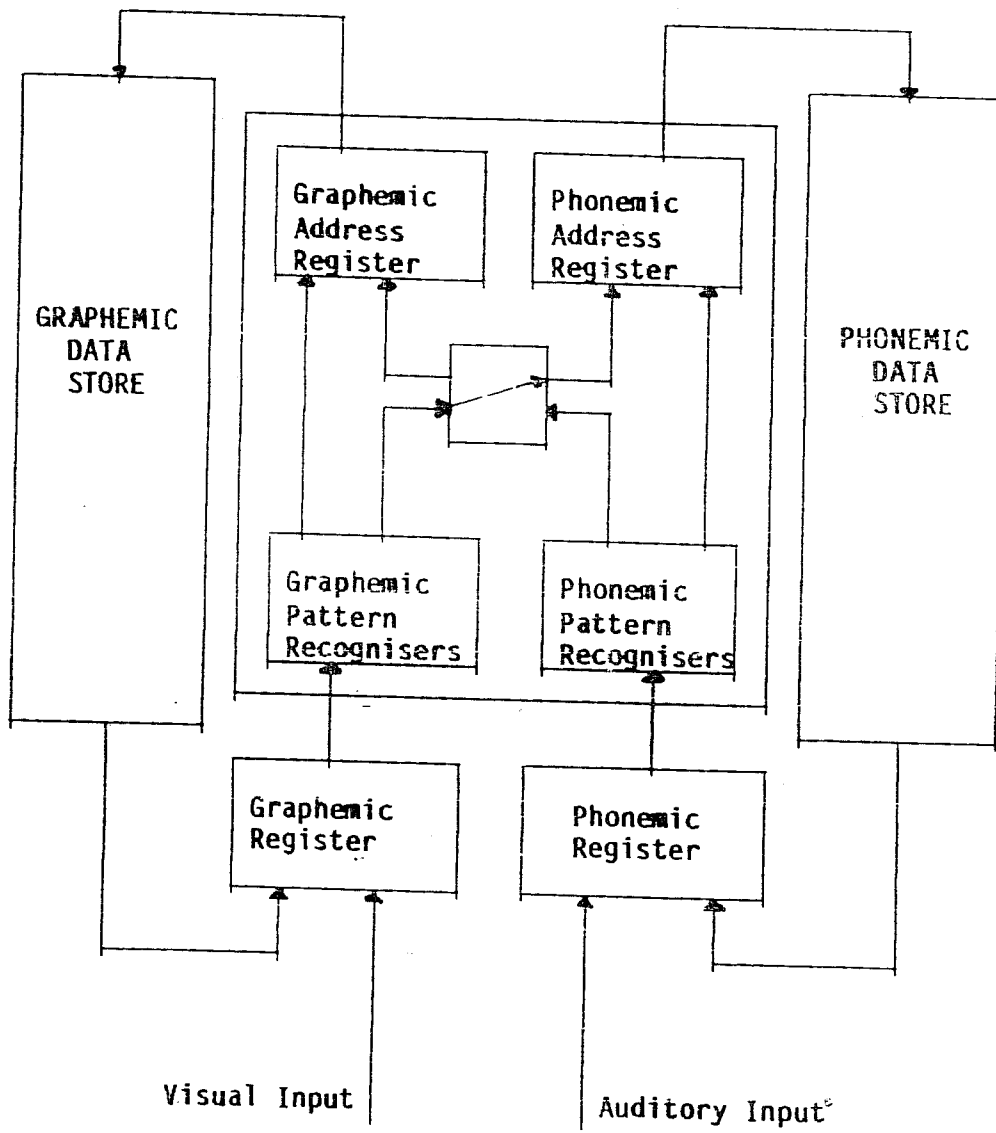 Graphemic
Address
Register
Phonemic
Address
Register
GRAPHEMIC
DATA
STORE
PHONEMIC
DATA
STORE
Graphemic
Pattern
Recognisers
Phonemic
Pattern
Recognisers
Graphemic
Register
Phonemic
Register
Visual Input
Auditory Input